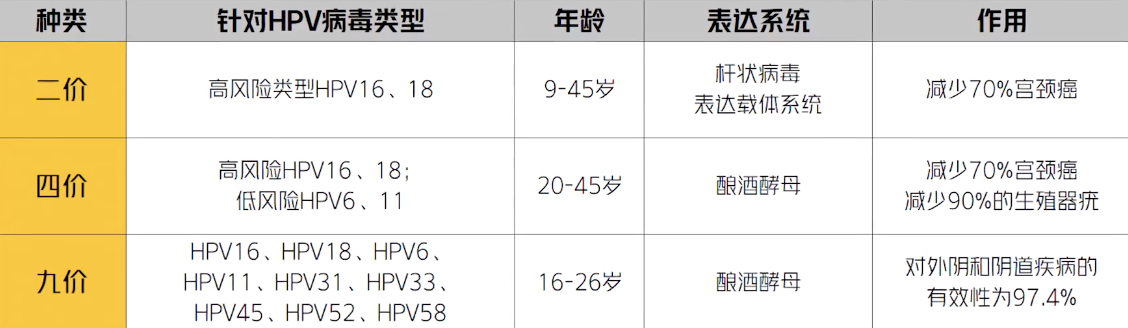 种类 针对HPV病毒类型 年龄 表达系统 作用
二价 高风险类型HPV16、18 9-45岁 杆状病毒 减少70%宫颈癌
表达载体系统
四价 高风险HPV16、18; 20-45岁 酿酒酵母 减少70%宫颈癌
低风险HPV6、11 减少90%的生殖器疣
九价 HPV16、HPV18、HPV6、 16-26岁 酿酒酵母 对外阴和阴道疾病的
HPV11、HPV31、HPV33、 有效性为97.4%
HPV45、HPV52、HPV58